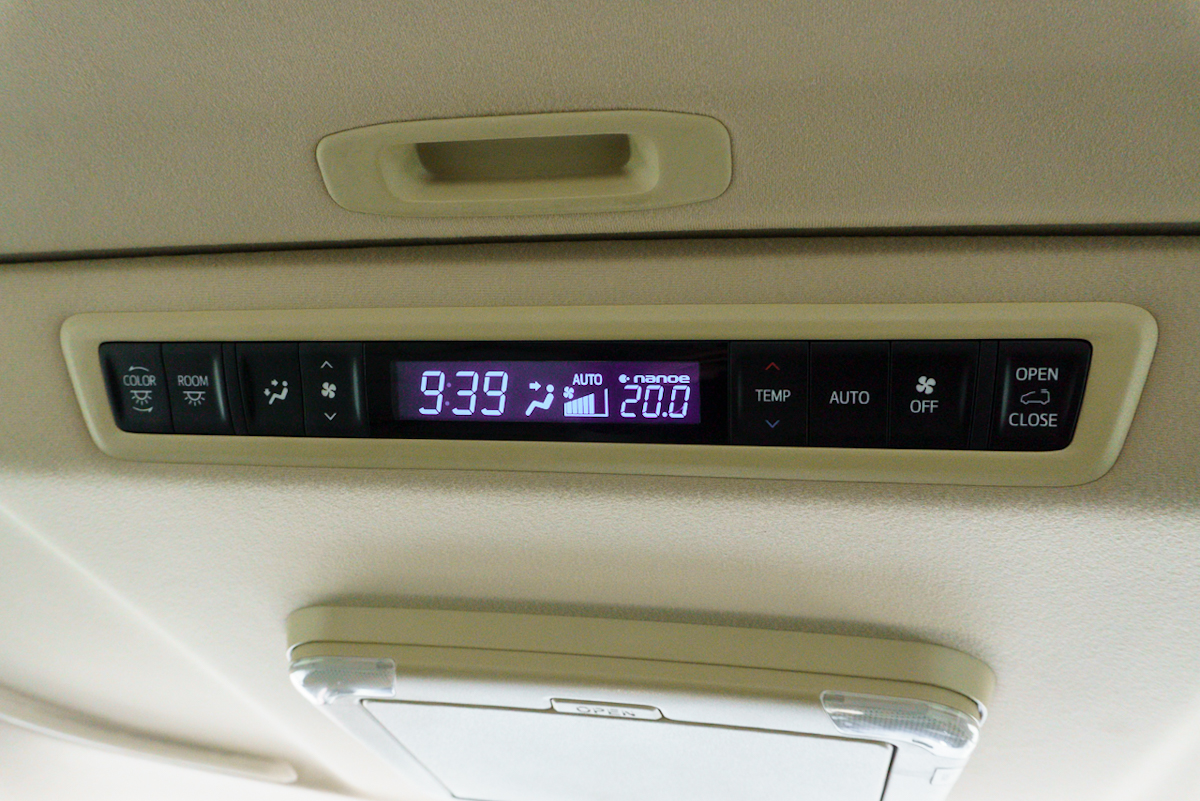 COLOR
ROOM
9:39
AUTO
nanoe
20.0
TEMP
AUTO
OFF
OPEN
CLOSE
OPEN